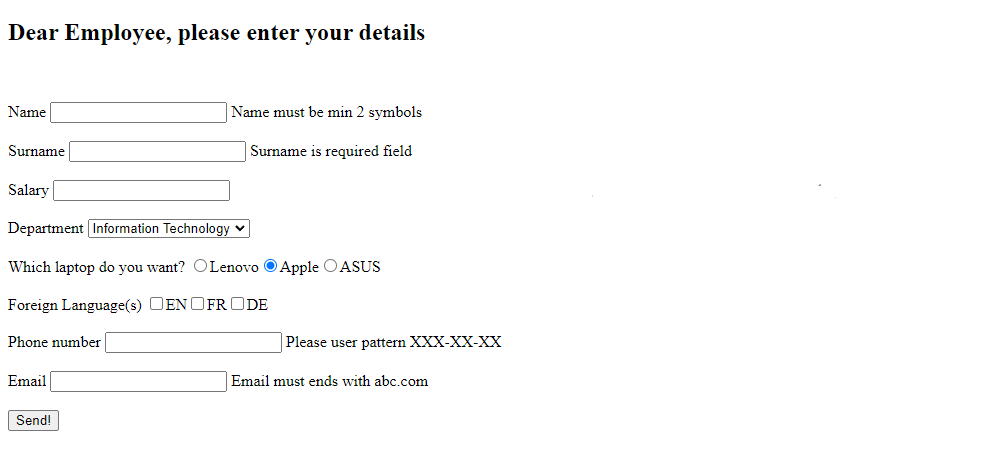 Dear Employee, please enter your details
Name Name must be min 2 symbols
Surname Surname is required field
Salary
Department Information Technology
Which laptop do you want? Lenovo Apple ASUS
Foreign Language(s) EN FR DE
Phone number Please user pattern XXX-XX-XX
Email Email must ends with abc.com
Send!